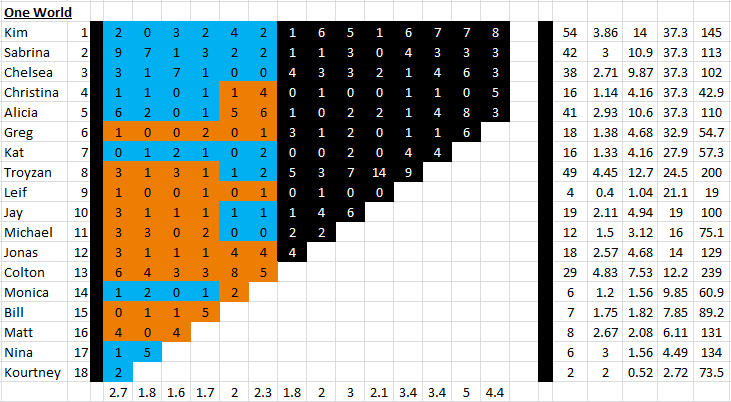 One World
Kim 1 2 0 3 2 4 2 1 6 5 1 6 7 7 8 54 3.86 14 37.3 145
Sabrina 2 9 7 1 3 2 2 1 1 3 0 4 3 3 3 42 3 10.9 37.3 113
Chelsea 3 3 1 7 1 0 0 4 3 3 2 1 4 6 3 38 2.71 9.87 37.3 102
Christina 4 1 1 0 1 1 4 0 1 0 0 1 1 0 5 16 1.14 4.16 37.3 42.9
Alicia 5 6 2 0 1 5 6 1 0 2 2 1 4 8 3 41 2.93 10.6 37.3 110
Greg 6 1 0 0 2 0 1 3 1 2 0 1 1 6 18 1.38 4.68 32.9 54.7
Kat 7 0 1 2 1 0 2 0 0 2 0 4 4 16 1.33 4.16 27.9 57.3
Troyzan 8 3 1 3 1 1 2 5 3 7 14 9 49 4.45 12.7 24.5 200
Leif 9 1 0 0 1 0 1 0 1 0 0 4 0.4 1.04 21.1 19
Jay 10 3 1 1 1 1 1 1 4 6 19 2.11 4.94 19 100
Michael 11 3 3 0 2 0 0 2 2 12 1.5 3.12 16 75.1
Jonas 12 3 1 1 1 4 4 4 18 2.57 4.68 14 129
Colton 13 6 4 3 3 8 5 29 4.83 7.53 12.2 239
Monica 14 1 2 0 1 2 6 1.2 1.56 9.85 60.9
Bill 15 0 1 1 5 7 1.75 1.82 7.85 89.2
Matt 16 4 0 4 8 2.67 2.08 6.11 131
Nina 17 1 5 6 3 1.56 4.49 134
Kourtney 18 2 2 2 0.52 2.72 73.5
2.7 1.8 1.6 1.7 2 2.3 1.8 2 3 2.1 3.4 3.4 5 4.4